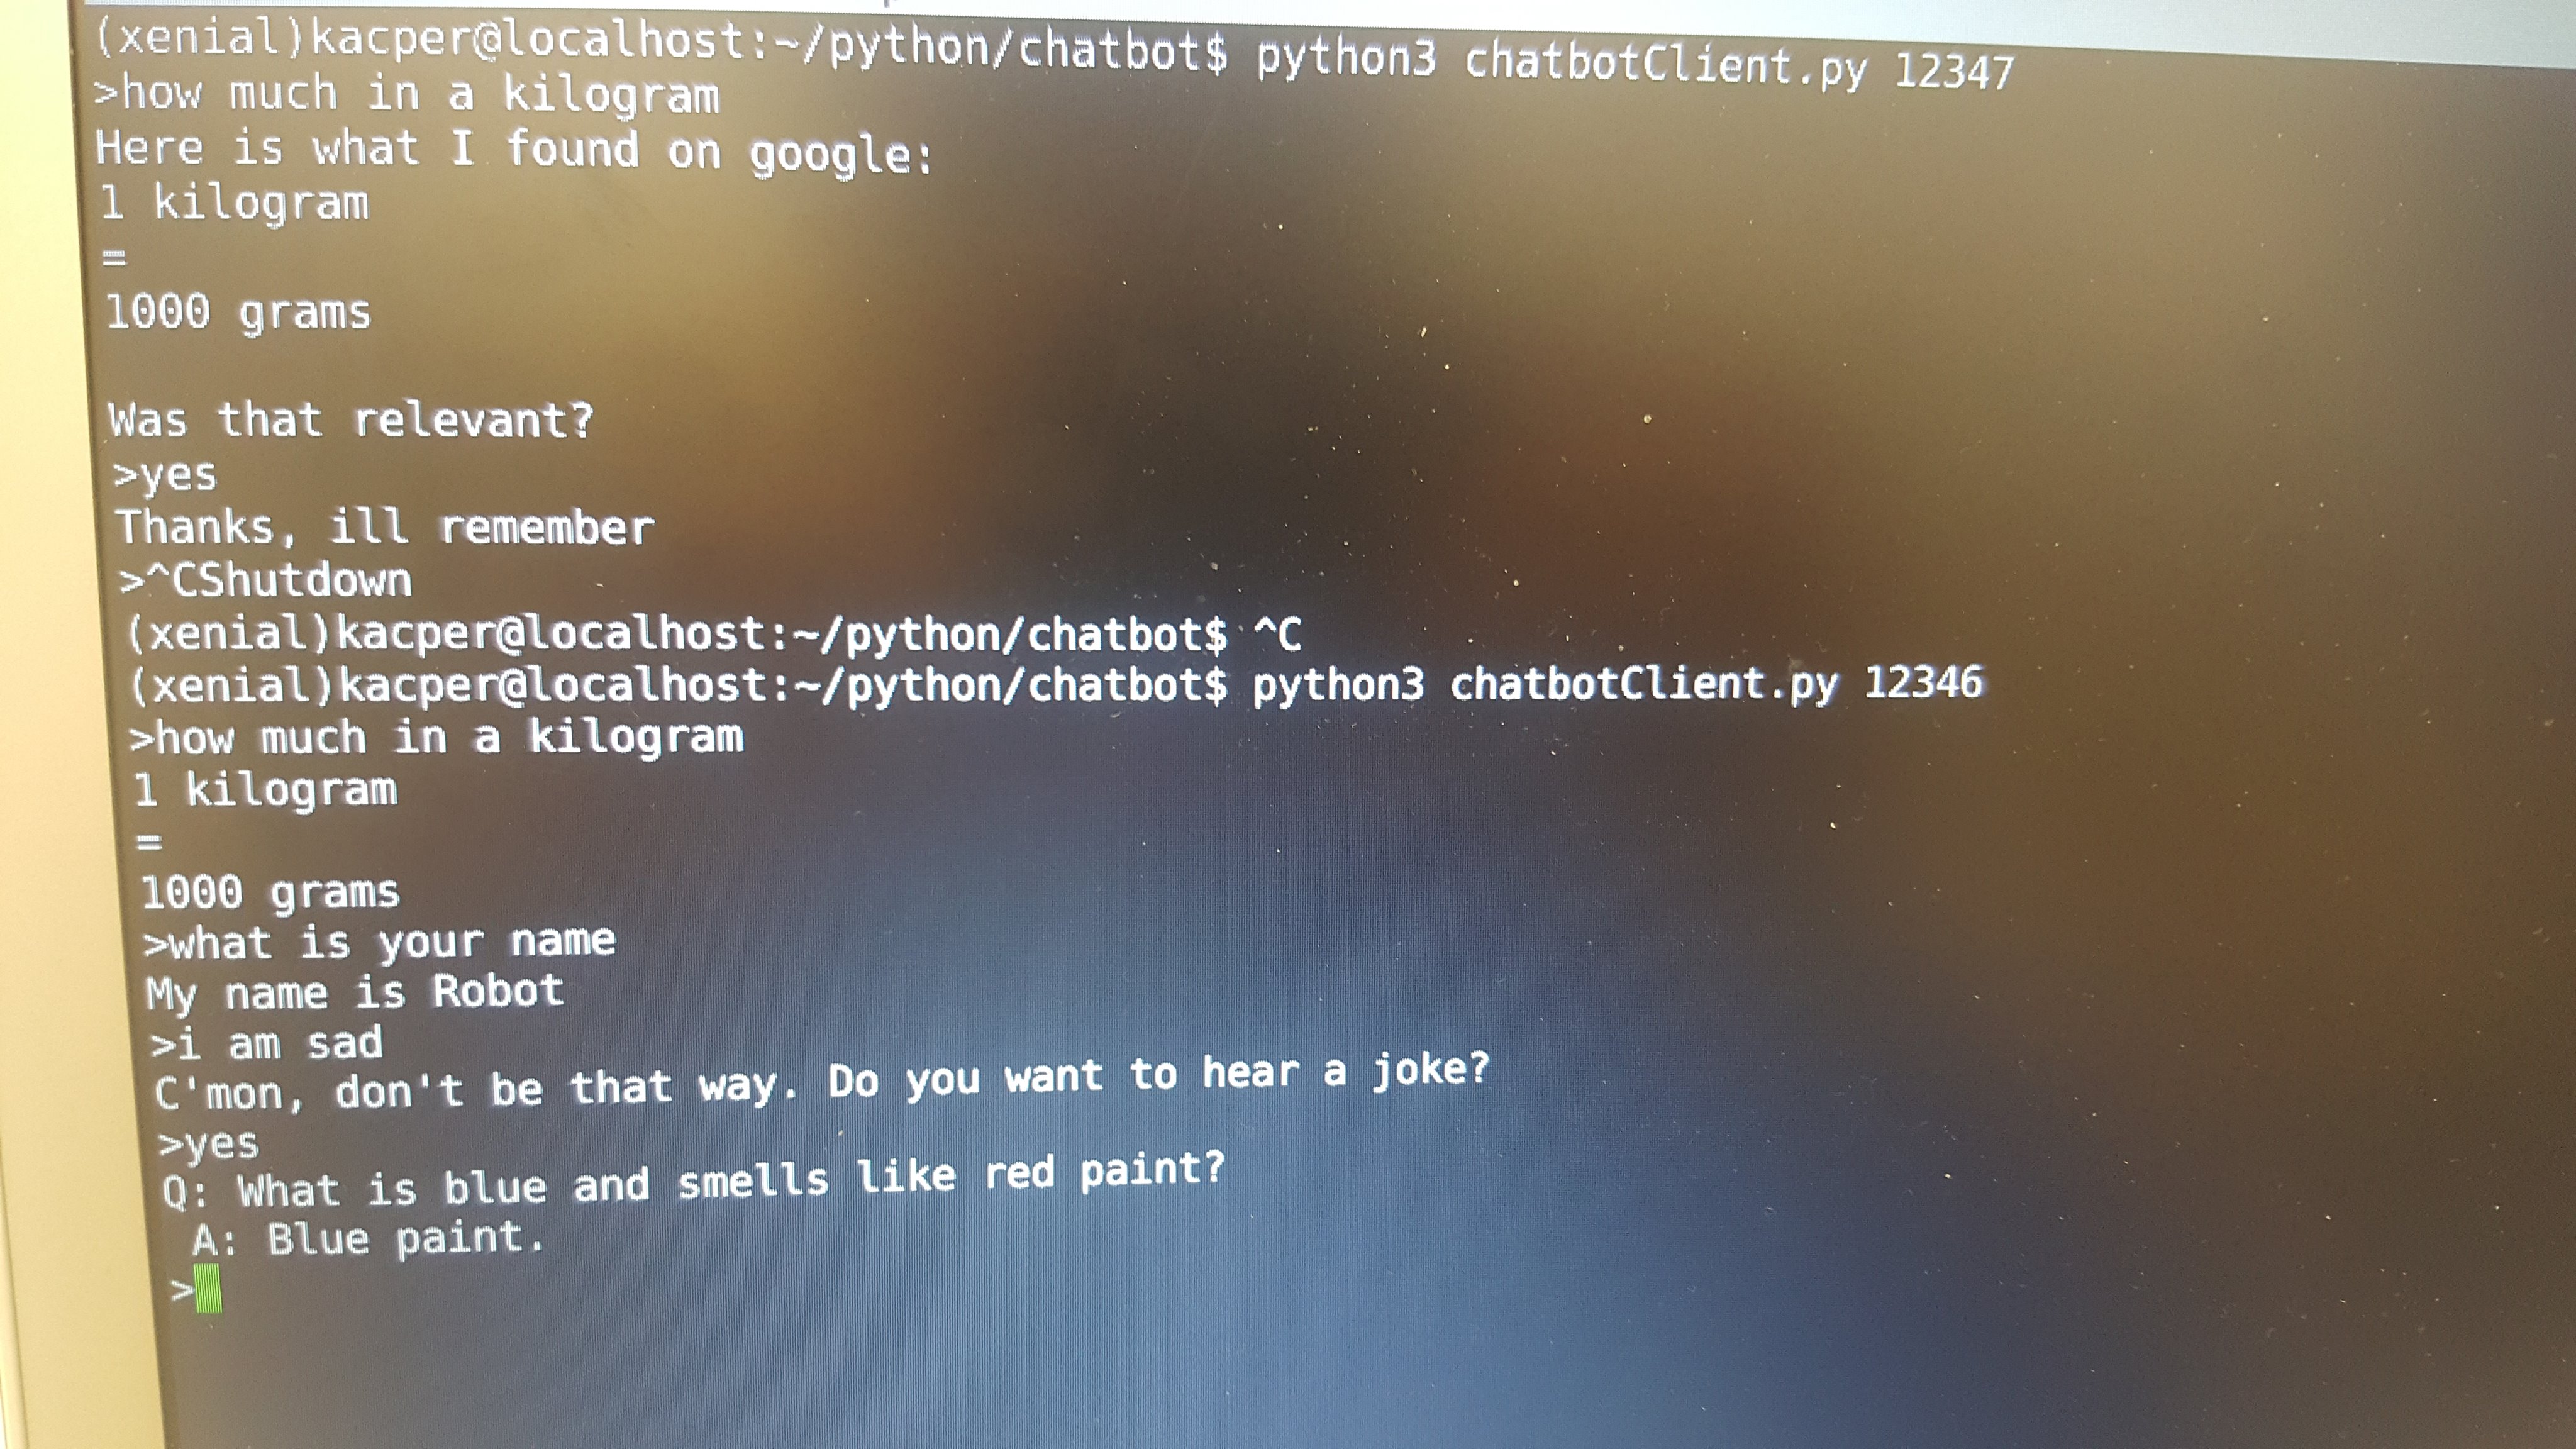 (xenial)kacper@localhost:~/python/chatbot$ python3 chatbotClient.py 12347
>how much in a kilogram
Here is what I found on google:
1 kilogram
=
1000 grams
Was that relevant?
>yes
Thanks, ill remember
>^CShutdown
(xenial)kacper@localhost:~/python/chatbot$ ^C
(xenial)kacper@localhost:~/python/chatbot$ python3 chatbotClient.py 12346
>how much in a kilogram
1 kilogram
=
1000 grams
>what is your name
My name is Robot
>i am sad
C'mon, don't be that way. Do you want to hear a joke?
>yes
Q: What is blue and smells like red paint?
A: Blue paint.
>